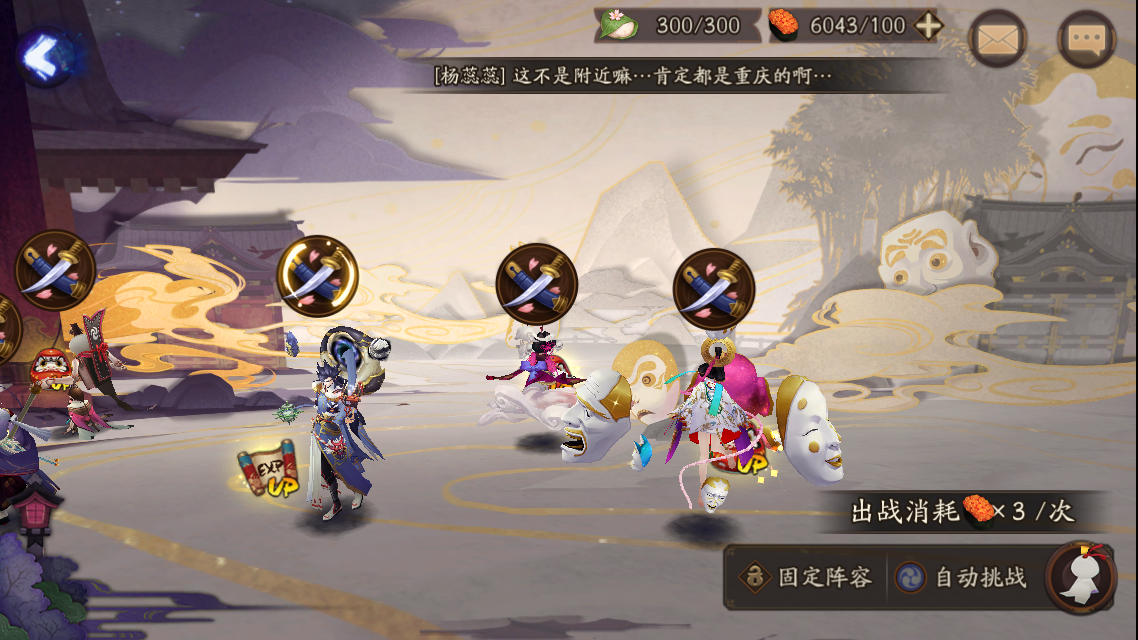 300/300
6043/100
[杨蕊蕊] 这不是附近嘛…肯定都是重庆的啊…
UP
EXP
UP
UP
出战消耗×3/次
固定阵容
自动挑战